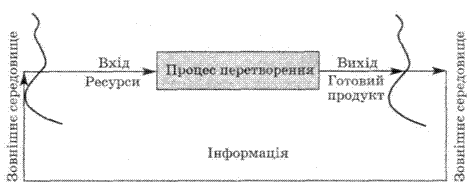 Зовнішнє середовище
Вхід
Ресурси
Процес перетворення
Вихід
Готовий
продукт
Зовнішнє середовище
Інформація